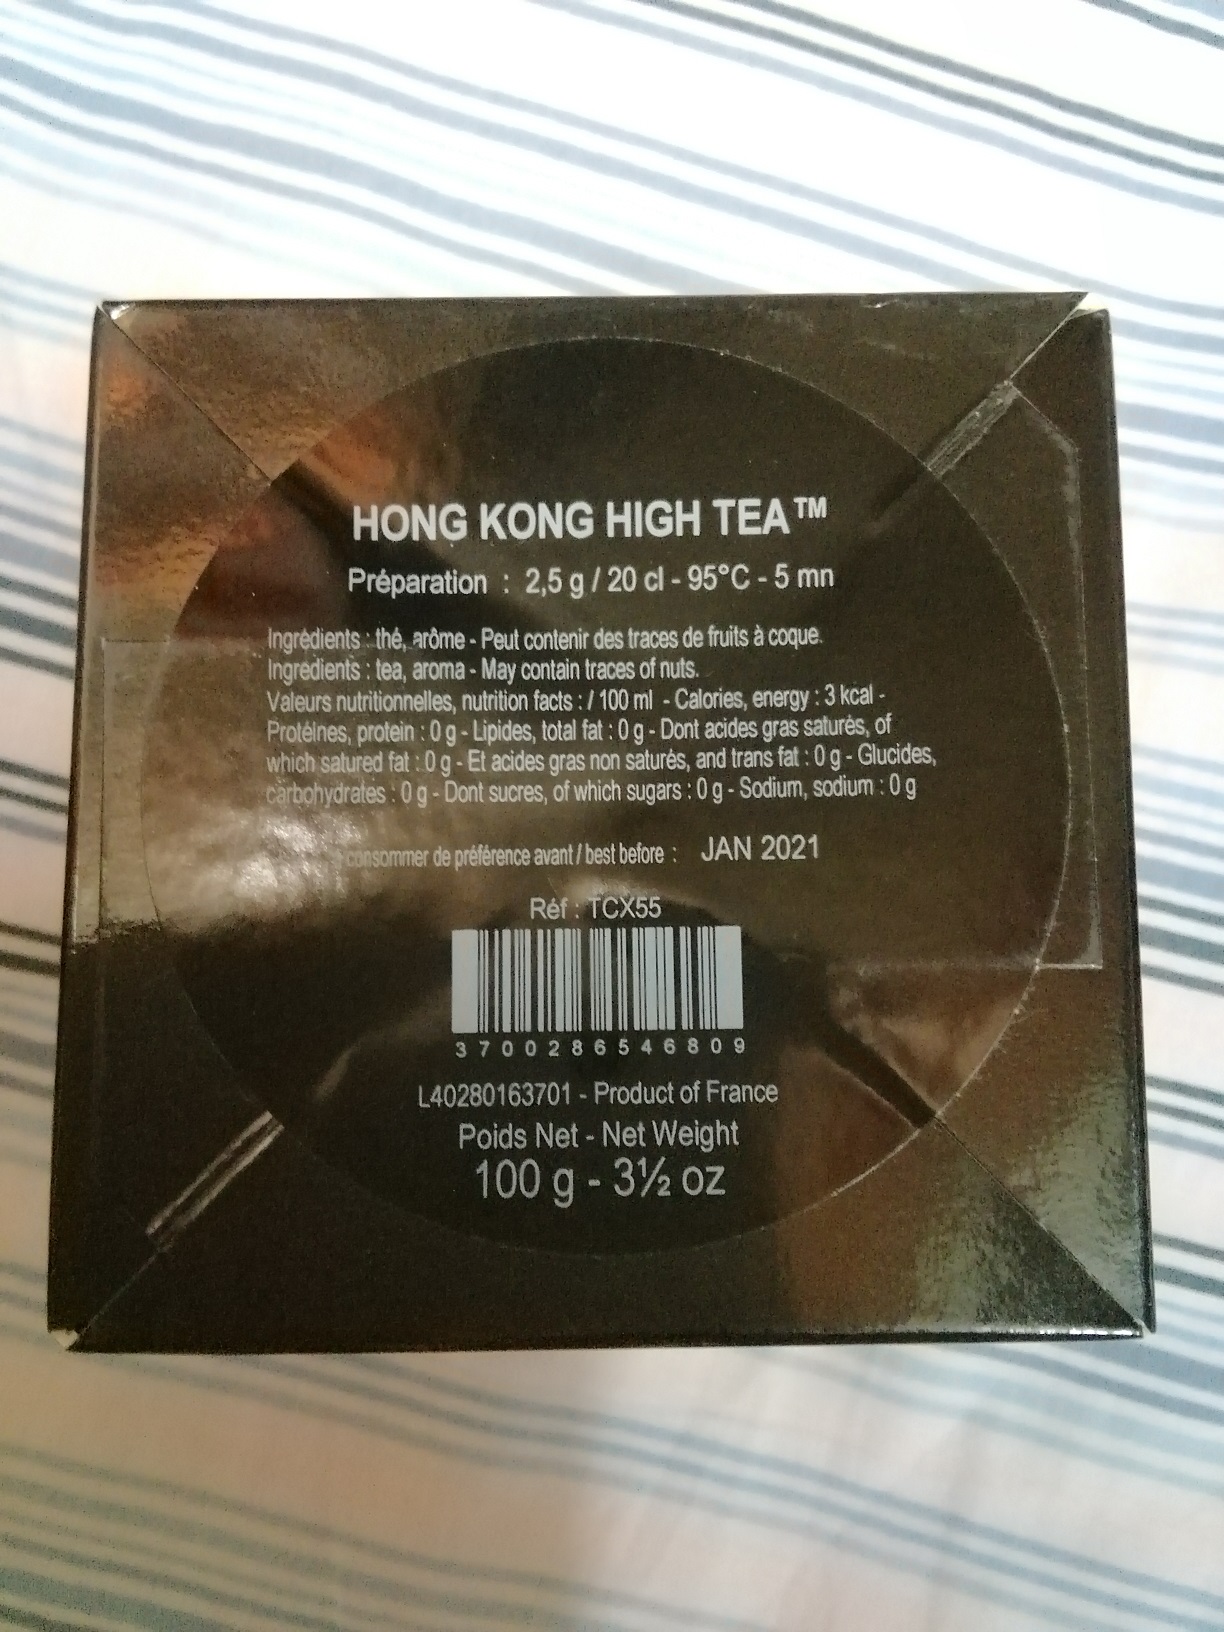 HONG KONG HIGH TEA™
Préparation : 2,5 g / 20 cl - 95°C - 5 mn
Ingrédients : thé, arôme - Peut contenir des traces de fruits à coque.
Ingredients : tea, aroma - May contain traces of nuts.
Valeurs nutritionnelles, nutrition facts : / 100 ml - Calories, energy : 3 kcal -
Protéines, protein : 0 g - Lipides, total fat : 0 g - Dont acides gras saturés, of
which satured fat : 0 g - Et acides gras non saturés, and trans fat : 0 g - Glucides,
carbohydrates : 0 g - Dont sucres, of which sugars : 0 g - Sodium, sodium : 0 g
consommer de préférence avant / best before : JAN 2021
Réf : TCX55
3700286546809
L40280163701 - Product of France
Poids Net - Net Weight
100 g - 3½ oz